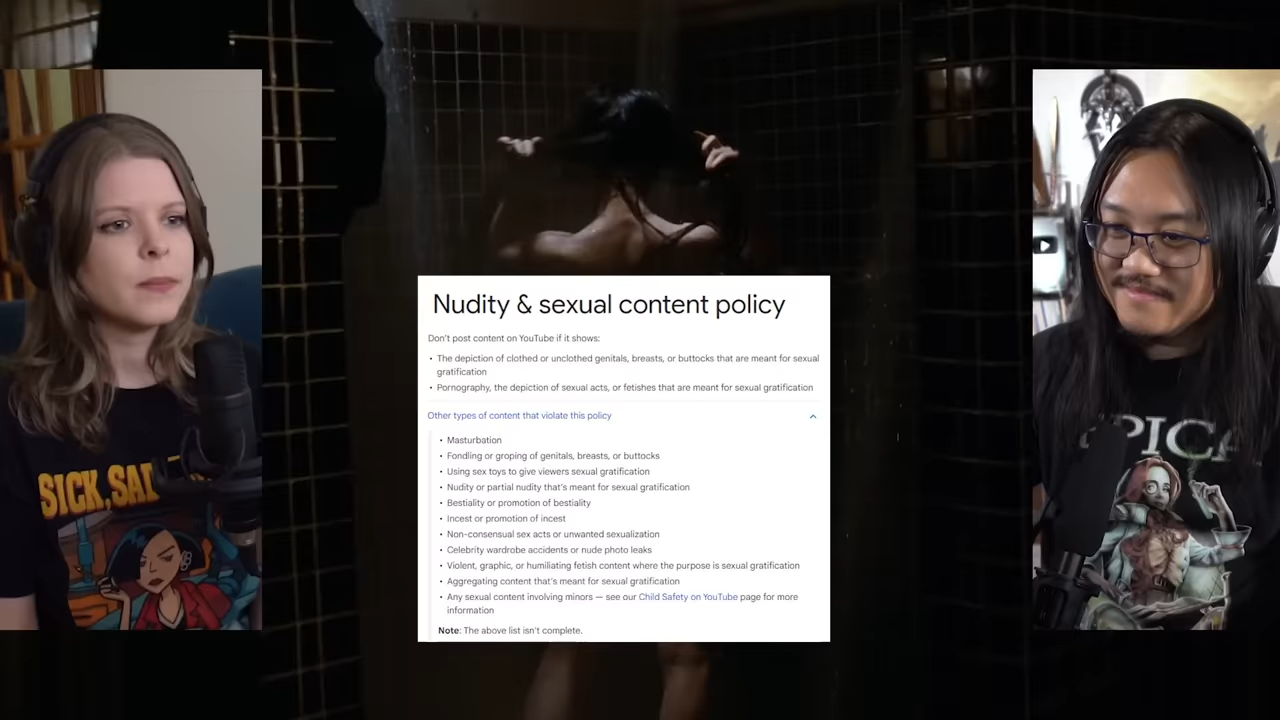 Nudity & sexual content policy
Don't post content on YouTube if it shows:
• The depiction of clothed or unclothed genitals, breasts, or buttocks that are meant for sexual
gratification
• Pornography, the depiction of sexual acts, or fetishes that are meant for sexual gratification
Other types of content that violate this policy
• Masturbation
• Fondling or groping of genitals, breasts, or buttocks
• Using sex toys to give viewers sexual gratification
• Nudity or partial nudity that's meant for sexual gratification
• Bestiality or promotion of bestiality
• Incest or promotion of incest
• Non-consensual sex acts or unwanted sexualization
• Celebrity wardrobe accidents or nude photo leaks
• Violent, graphic, or humiliating fetish content where the purpose is sexual gratification
• Aggregating content that's meant for sexual gratification
• Any sexual content involving minors — see our Child Safety on YouTube page for more
information
Note: The above list isn't complete.
SICK, SA
EPICA